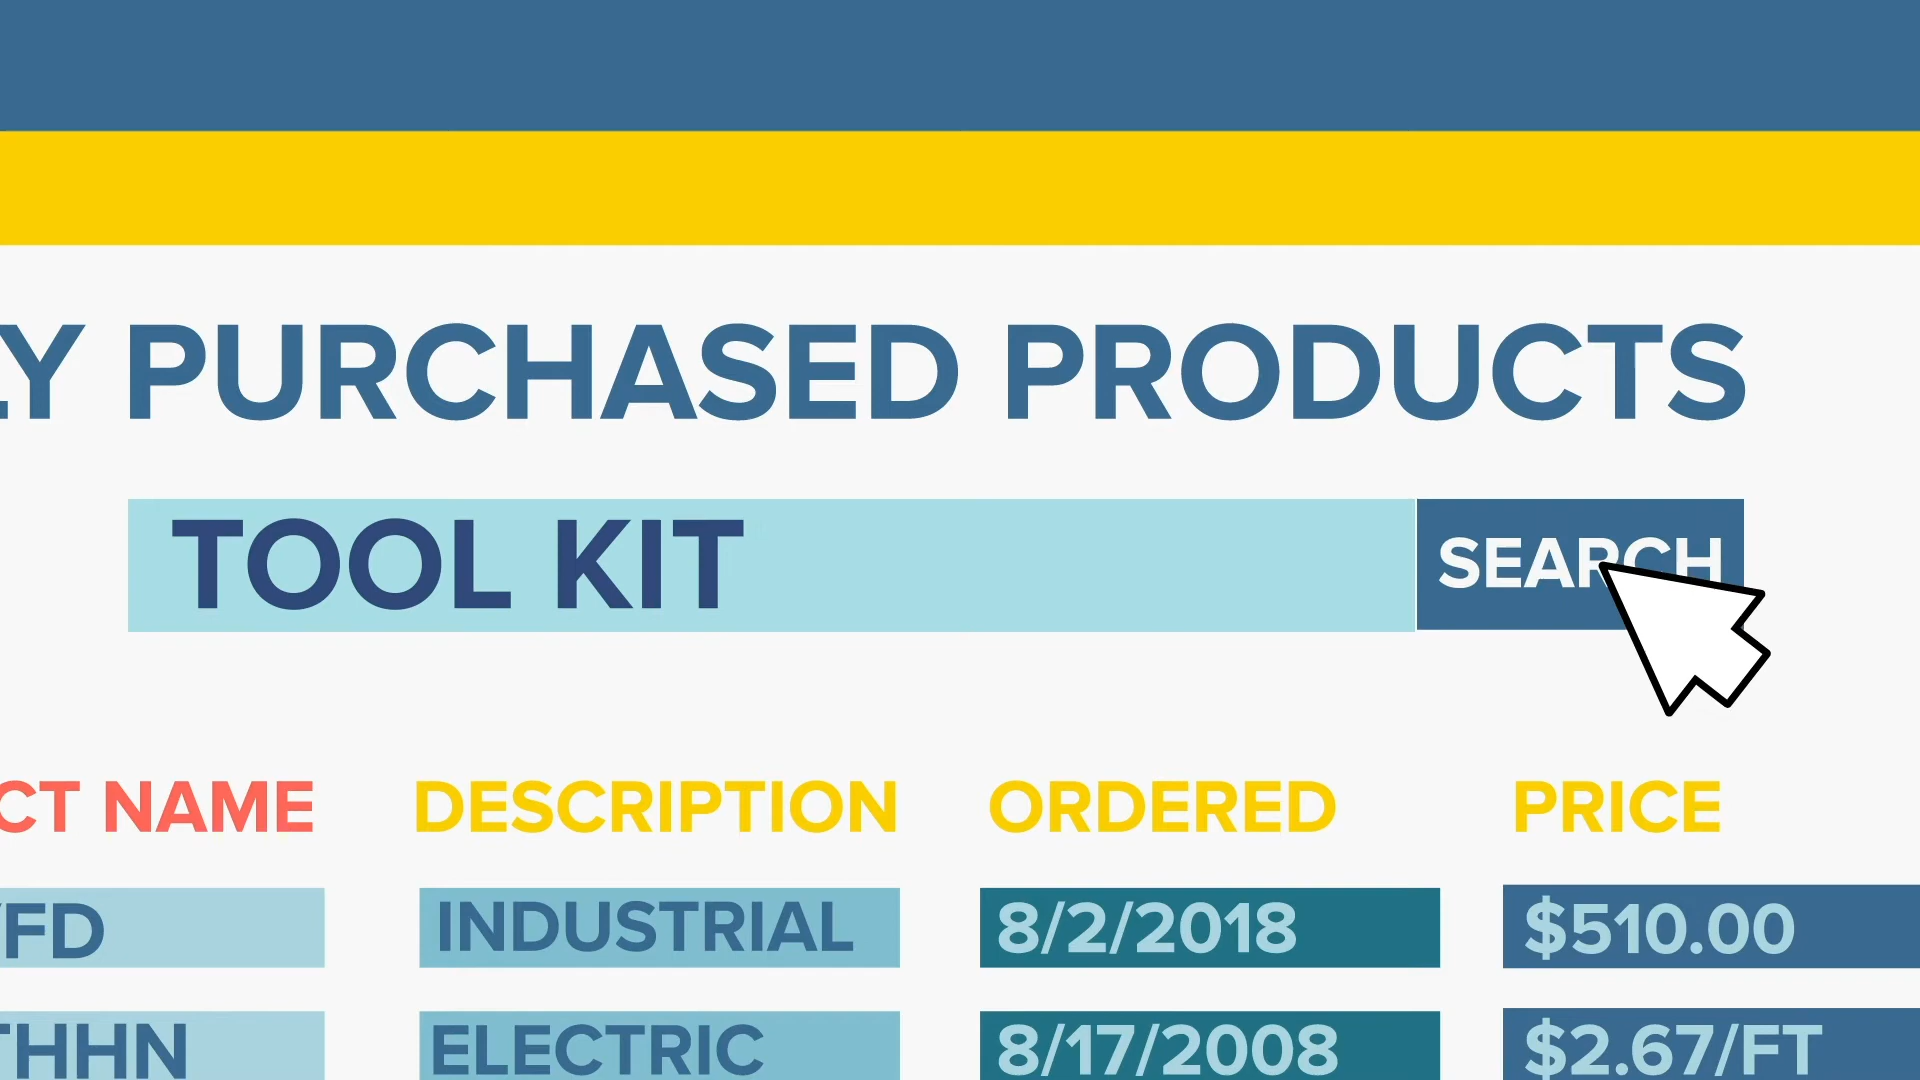 LY PURCHASED PRODUCTS
TOOL KIT
SEARCH
CT NAME DESCRIPTION ORDERED PRICE
FD INDUSTRIAL 8/2/2018 $510.00
THHN ELECTRIC 8/17/2008 $2.67/FT